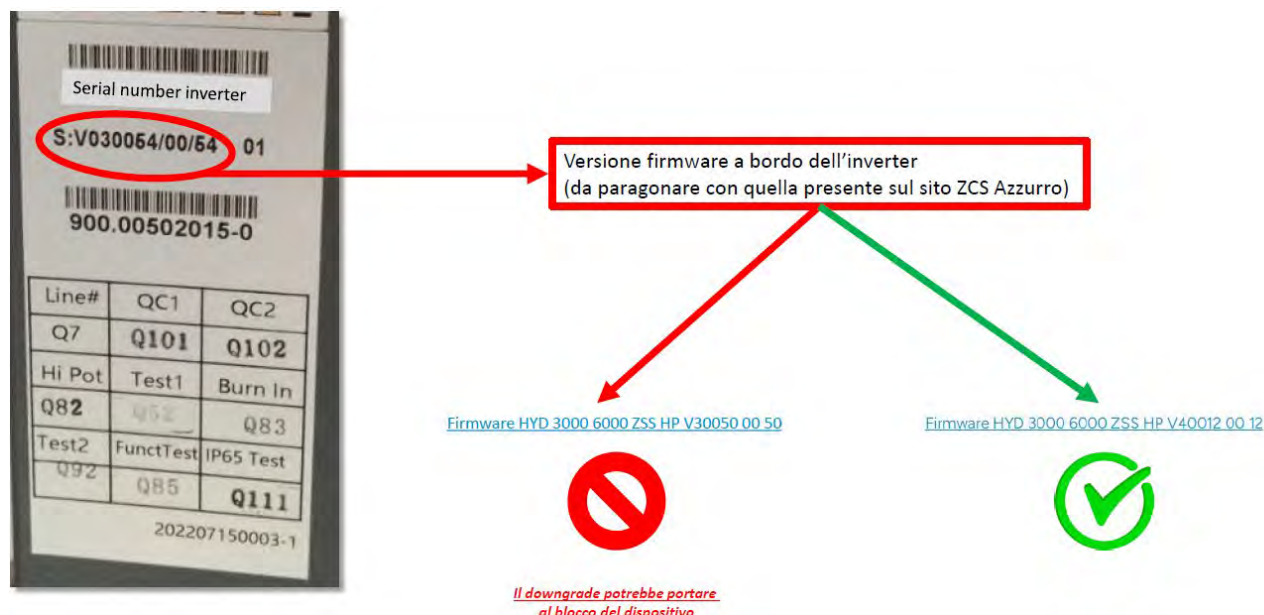 Serial number inverter
S:V030054/00/54 01
900.00502015-0
Line# QC1 QC2
Q7 Q101 Q102
Hi Pot Test1 Burn In
Q82 Q52 Q83
Test2 FunctTest IP65 Test
Q92 Q85 Q111
202207150003-1
Versione firmware a bordo dell'inverter
(da paragonare con quella presente sul sito ZCS Azzurro)
Firmware HYD 3000 6000 ZSS HP V30050 00 50
Firmware HYD 3000 6000 ZSS HP V40012 00 12
Il downgrade potrebbe portare
al blocco del dispositivo